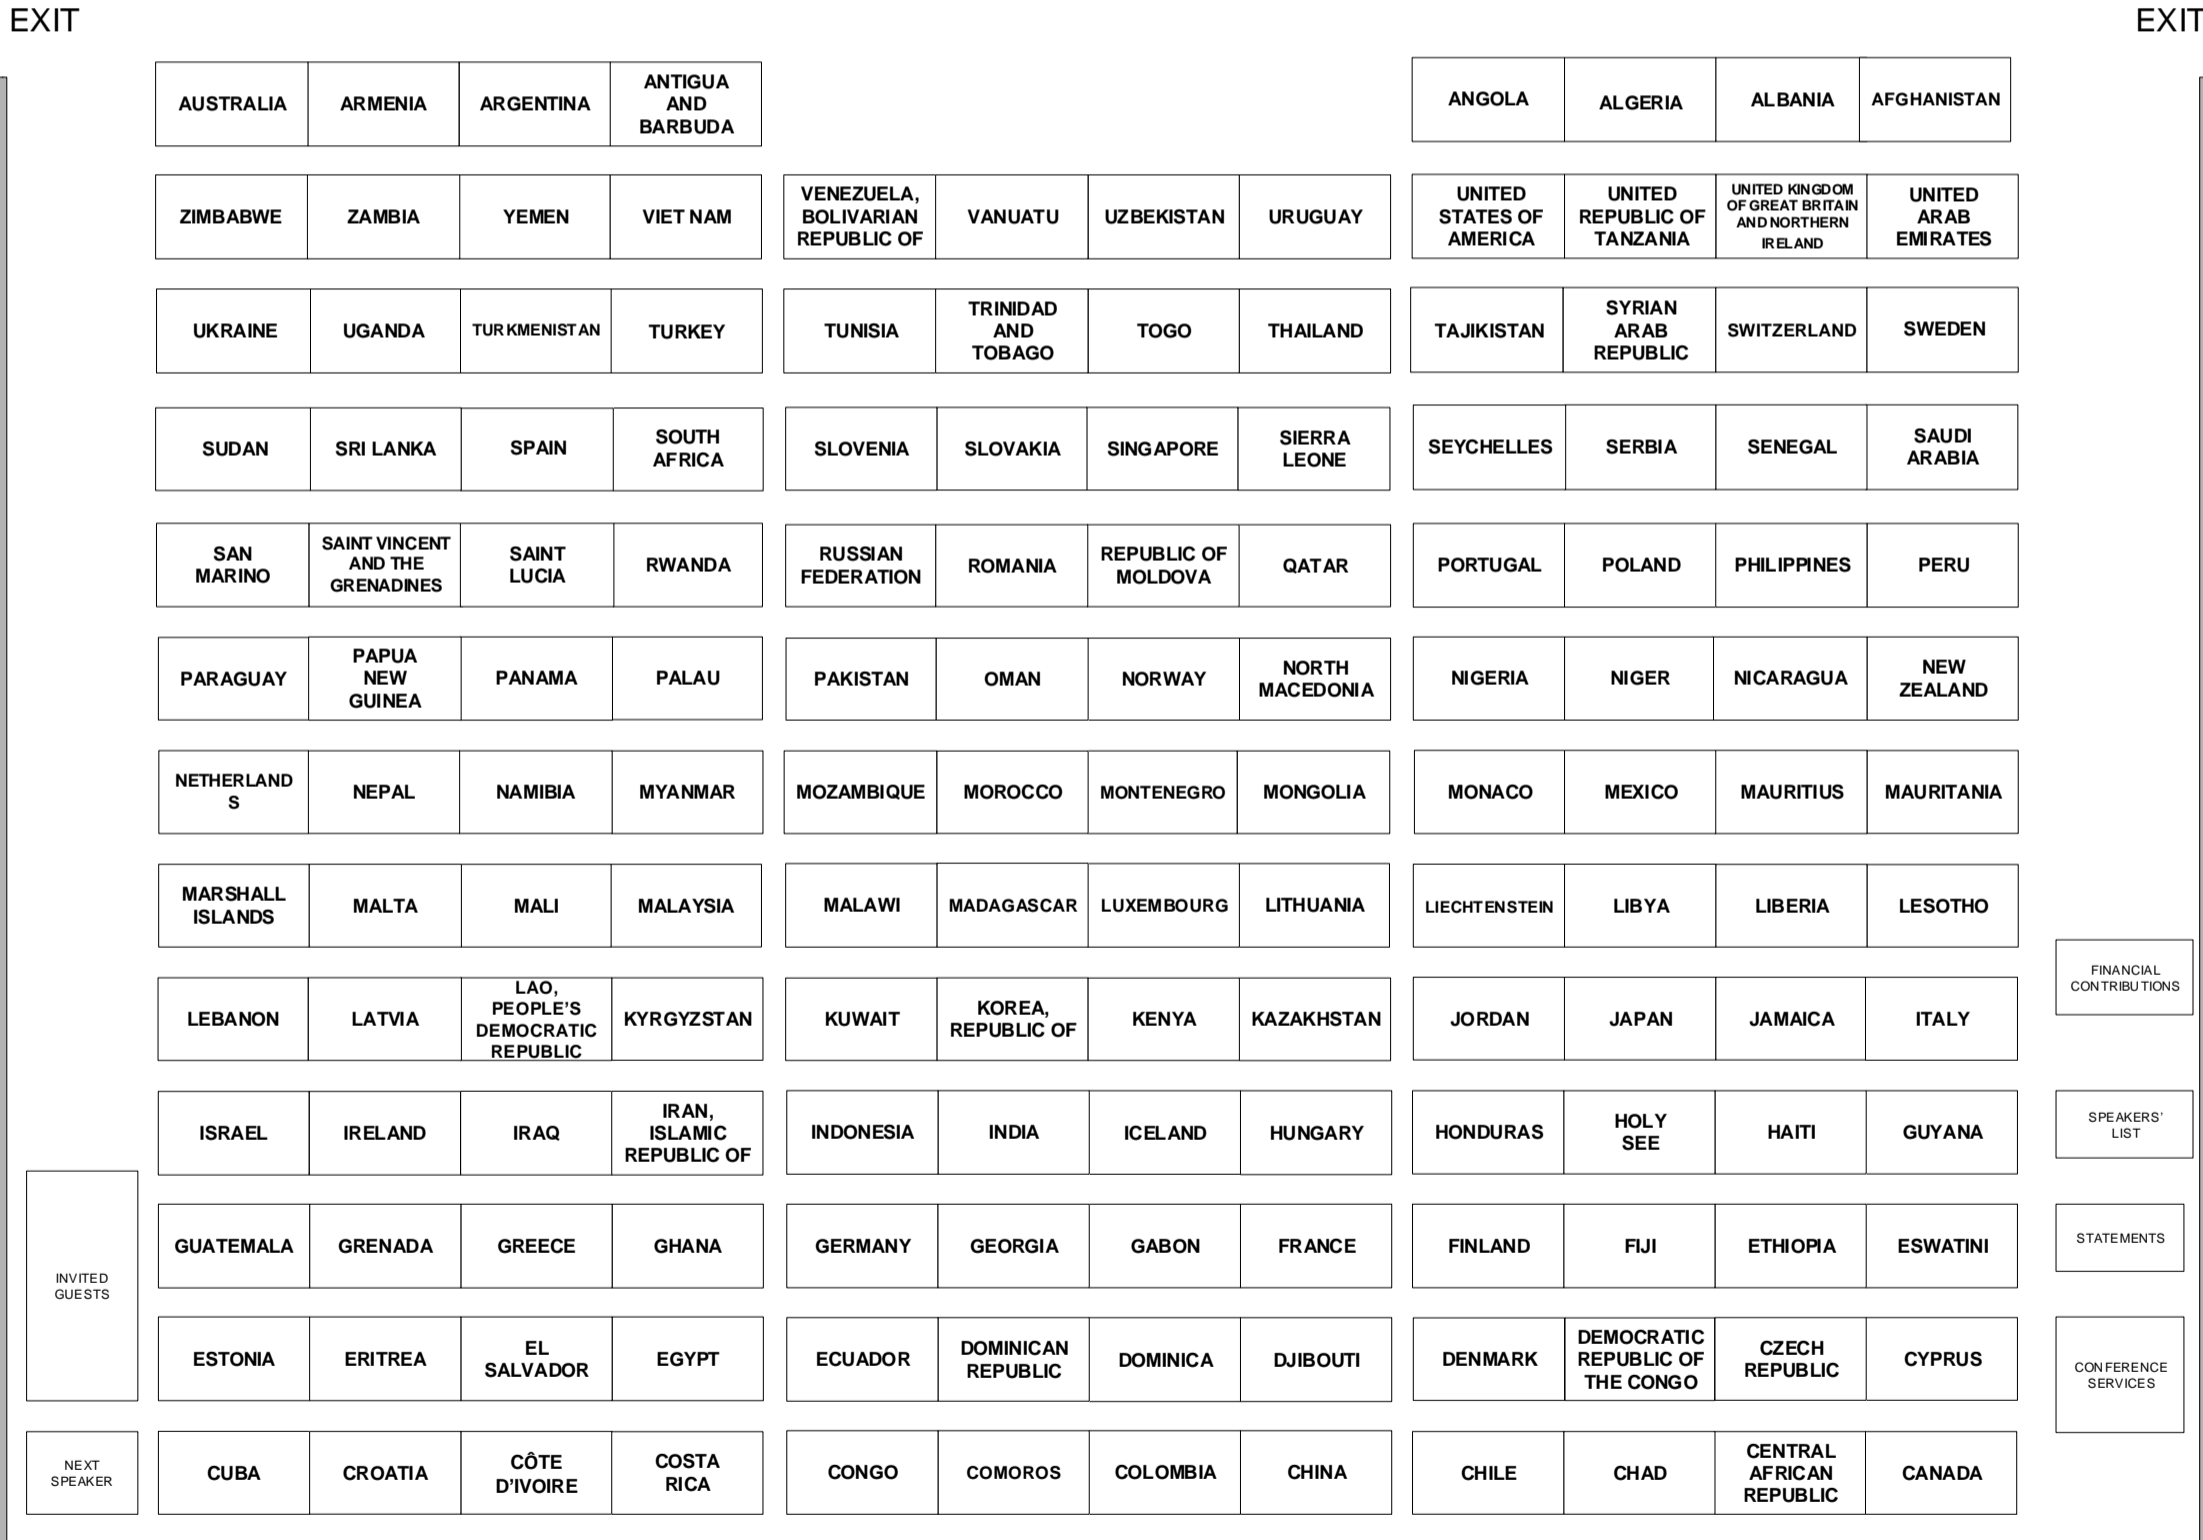 EXIT
EXIT
AUSTRALIA
ARMENIA
ARGENTINA
ANTIGUA
AND
BARBUDA
ANGOLA
ALGERIA
ALBANIA
AFGHANISTAN
ZIMBABWE
ZAMBIA
YEMEN
VIET NAM
VENEZUELA,
BOLIVARIAN
REPUBLIC OF
VANUATU
UZBEKISTAN
URUGUAY
UNITED
STATES OF
AMERICA
UNITED
REPUBLIC OF
TANZANIA
UNITED KINGDOM
OF GREAT BRITAIN
AND NORTHERN
IRELAND
UNITED
ARAB
EMIRATES
UKRAINE
UGANDA
TURKMENISTAN
TURKEY
TUNISIA
TRINIDAD
AND
TOBAGO
TOGO
THAILAND
TAJIKISTAN
SYRIAN
ARAB
REPUBLIC
SWITZERLAND
SWEDEN
SUDAN
SRI LANKA
SPAIN
SOUTH
AFRICA
SLOVENIA
SLOVAKIA
SINGAPORE
SIERRA
LEONE
SEYCHELLES
SERBIA
SENEGAL
SAUDI
ARABIA
SAN
MARINO
SAINT VINCENT
AND THE
GRENADINES
SAINT
LUCIA
RWANDA
RUSSIAN
FEDERATION
ROMANIA
REPUBLIC OF
MOLDOVA
QATAR
PORTUGAL
POLAND
PHILIPPINES
PERU
PARAGUAY
PAPUA
NEW
GUINEA
PANAMA
PALAU
PAKISTAN
OMAN
NORWAY
NORTH
MACEDONIA
NIGERIA
NIGER
NICARAGUA
NEW
ZEALAND
NETHERLAND
S
NEPAL
NAMIBIA
MYANMAR
MOZAMBIQUE
MOROCCO
MONTENEGRO
MONGOLIA
MONACO
MEXICO
MAURITIUS
MAURITANIA
MARSHALL
ISLANDS
MALTA
MALI
MALAYSIA
MALAWI
MADAGASCAR
LUXEMBOURG
LITHUANIA
LIECHTENSTEIN
LIBYA
LIBERIA
LESOTHO
FINANCIAL
CONTRIBUTIONS
LEBANON
LATVIA
LAO,
PEOPLE'S
DEMOCRATIC
REPUBLIC
KYRGYZSTAN
KUWAIT
KOREA,
REPUBLIC OF
KENYA
KAZAKHSTAN
JORDAN
JAPAN
JAMAICA
ITALY
ISRAEL
IRELAND
IRAQ
IRAN,
ISLAMIC
REPUBLIC OF
INDONESIA
INDIA
ICELAND
HUNGARY
HONDURAS
HOLY
SEE
HAITI
GUYANA
SPEAKERS'
LIST
INVITED
GUESTS
GUATEMALA
GRENADA
GREECE
GHANA
GERMANY
GEORGIA
GABON
FRANCE
FINLAND
FIJI
ETHIOPIA
ESWATINI
STATEMENTS
ESTONIA
ERITREA
EL
SALVADOR
EGYPT
ECUADOR
DOMINICAN
REPUBLIC
DOMINICA
DJIBOUTI
DENMARK
DEMOCRATIC
REPUBLIC OF
THE CONGO
CZECH
REPUBLIC
CYPRUS
CONFERENCE
SERVICES
NEXT
SPEAKER
CUBA
CROATIA
CÔTE
D'IVOIRE
COSTA
RICA
CONGO
COMOROS
COLOMBIA
CHINA
CHILE
CHAD
CENTRAL
AFRICAN
REPUBLIC
CANADA